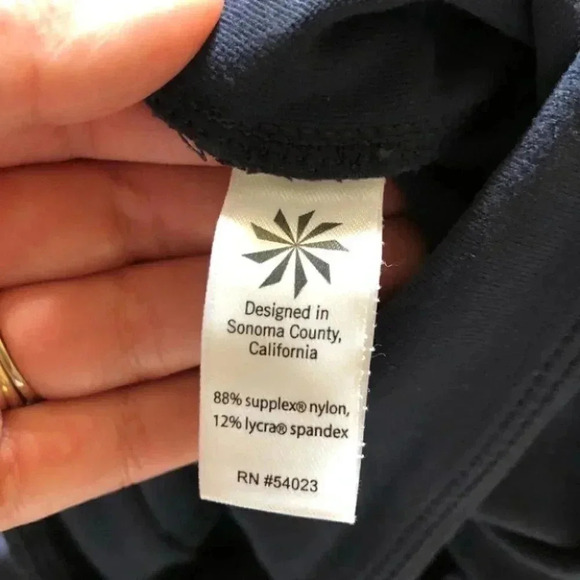 Designed in
Sonoma County,
California
88% supplex® nylon,
12% lycra® spandex
RN #54023